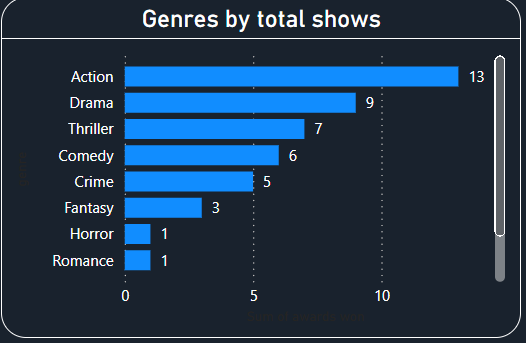 Genres by total shows
Action 13
Drama 9
Thriller 7
Comedy 6
Crime 5
Fantasy 3
Horror 1
Romance 1
0 5 10